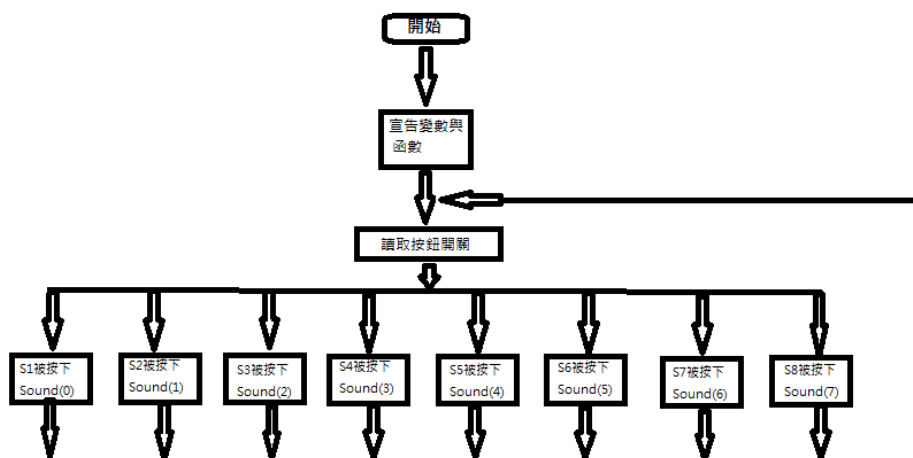 開始
宣告變數與
函數
讀取按鈕開關
S1被按下
Sound(0)
S2被按下
Sound(1)
S3被按下
Sound(2)
S4被按下
Sound(3)
S5被按下
Sound(4)
S6被按下
Sound(5)
S7被按下
Sound(6)
S8被按下
Sound(7)